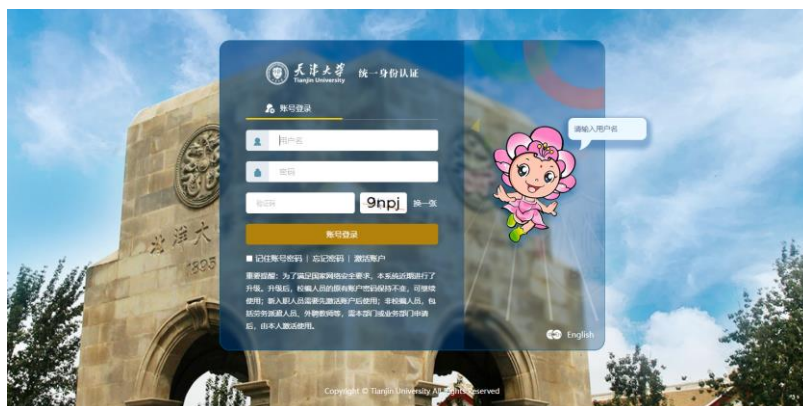 天津大学
Tianjin University
统一身份认证
账号登录
请输入用户名
用户名
密码
验证码
9npj
换一张
账号登录
记住账号密码 | 忘记密码 | 激活账户
重要提醒：为了满足国家网络安全要求，本系统近期进行了
升级。升级后，校编人员的原有账户密码保持不变，可继续
使用；新入职人员需要先激活账户后使用；非校编人员，包
括劳务派遣人员、外聘教师等，需本部门或业务部门申请
后，由本人激活使用。
English
北洋大
1895
Copyright © Tianjin University All Rights Reserved